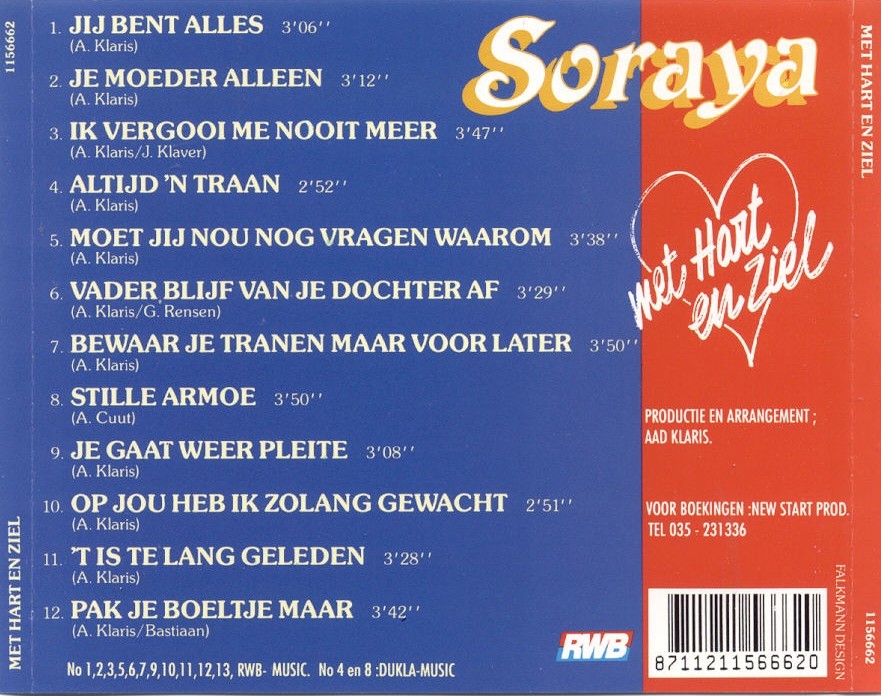 1156662
MET HART EN ZIEL
1. JIJ BENT ALLES 3'06''
(A. Klaris)
2. JE MOEDER ALLEEN 3'12''
(A. Klaris)
3. IK VERGOOI ME NOOIT MEER 3'47''
(A. Klaris/J. Klaver)
4. ALTIJD 'N TRAAN 2'52''
(A. Klaris)
5. MOET JIJ NOU NOG VRAGEN WAAROM 3'38''
(A. Klaris)
6. VADER BLIJF VAN JE DOCHTER AF 3'29''
(A. Klaris/G. Rensen)
7. BEWAAR JE TRANEN MAAR VOOR LATER 3'50''
(A. Klaris)
8. STILLE ARMOE 3'50''
(A. Cuut)
9. JE GAAT WEER PLEITE 3'08''
(A. Klaris)
10. OP JOU HEB IK ZOLANG GEWACHT 2'51''
(A. Klaris)
11. 'T IS TE LANG GELEDEN 3'28''
(A. Klaris)
12. PAK JE BOELTJE MAAR 3'42''
(A. Klaris/Bastiaan)
No 1,2,3,5,6,7,9,10,11,12,13, RWB- MUSIC. No 4 en 8 :DUKLA-MUSIC
Soraya
met Hart
en Ziel
PRODUCTIE EN ARRANGEMENT ;
AAD KLARIS.
VOOR BOEKINGEN :NEW START PROD.
TEL 035 - 231336
RWB
8711211566620
FALKMANN DESIGN
MET HART EN ZIEL
1156662